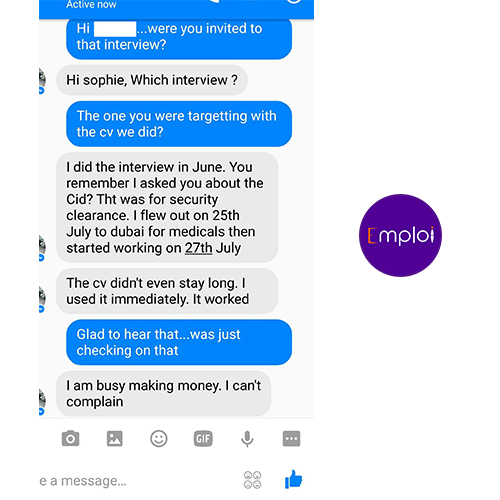 Active now
Hi ...were you invited to
that interview?
Hi sophie, Which interview ?
The one you were targetting with
the cv we did?
I did the interview in June. You
remember I asked you about the
Cid? Tht was for security
clearance. I flew out on 25th
July to dubai for medicals then
started working on 27th July
The cv didn't even stay long. I
used it immediately. It worked
Glad to hear that...was just
checking on that
I am busy making money. I can't
complain
GIF
e a message...
Emploi